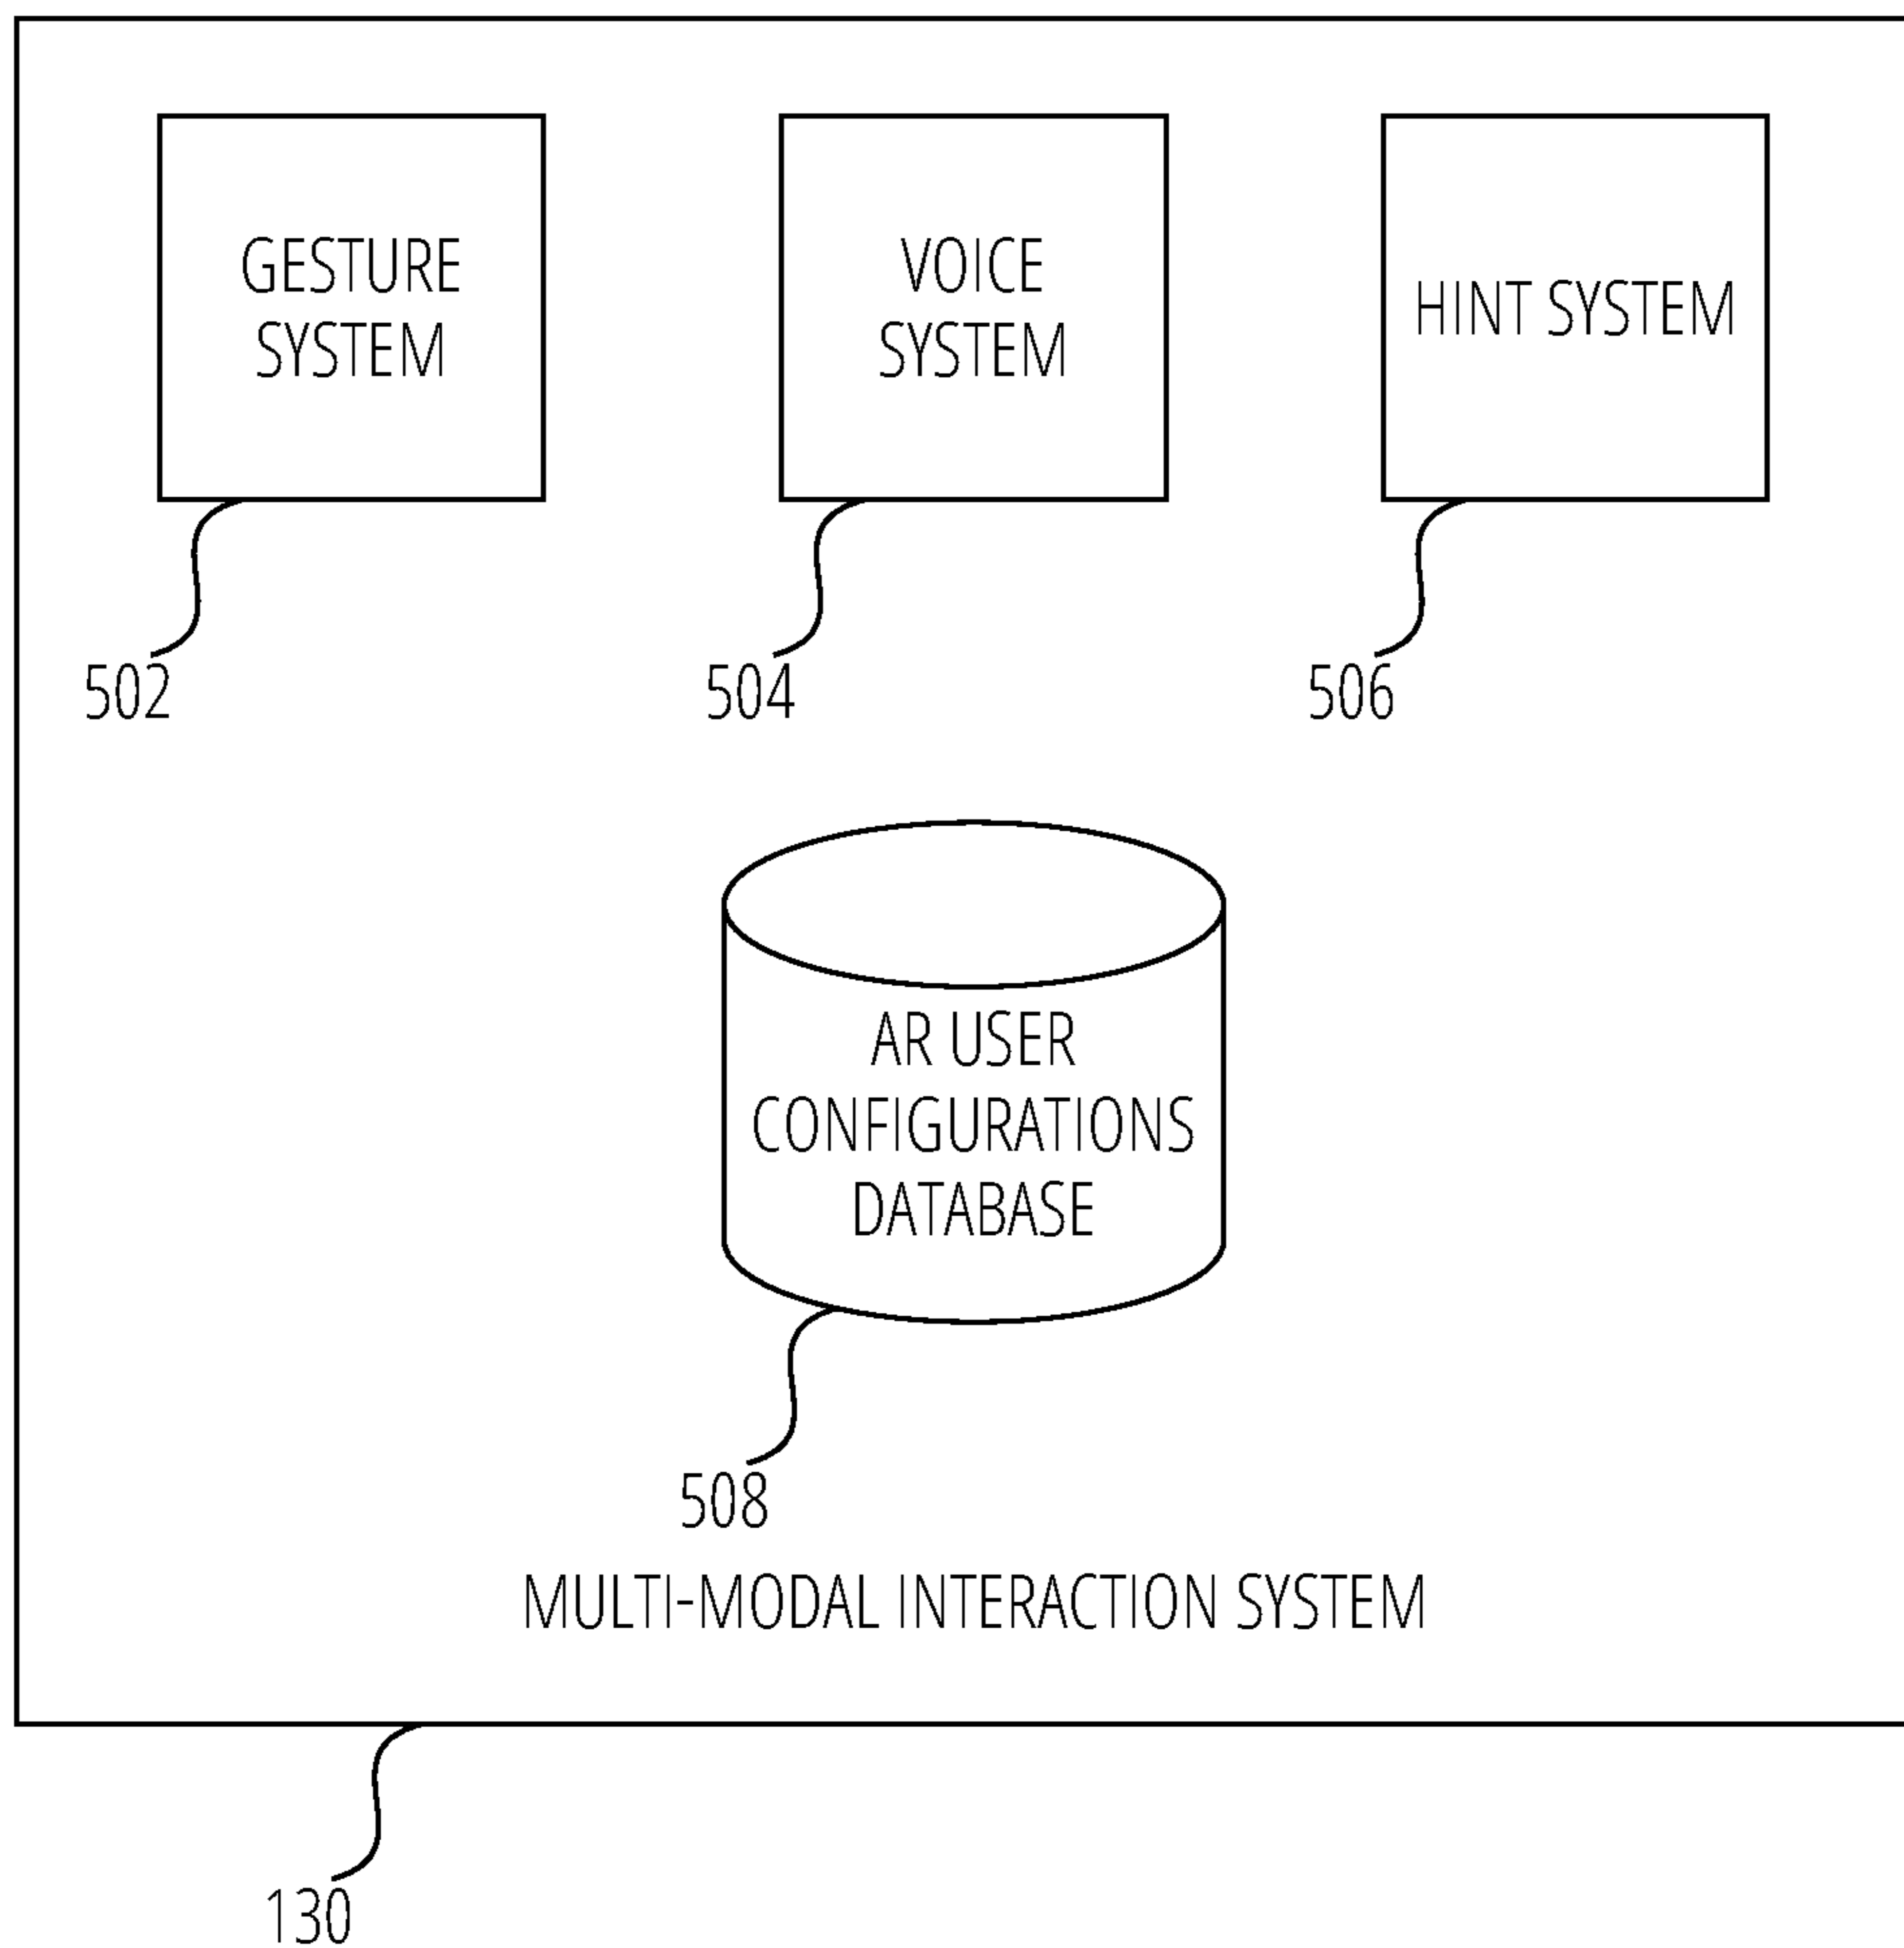 GESTURE
SYSTEM
VOICE
SYSTEM
HINT SYSTEM
502
504
506
AR USER
CONFIGURATIONS
DATABASE
508
MULTI-MODAL INTERACTION SYSTEM
130